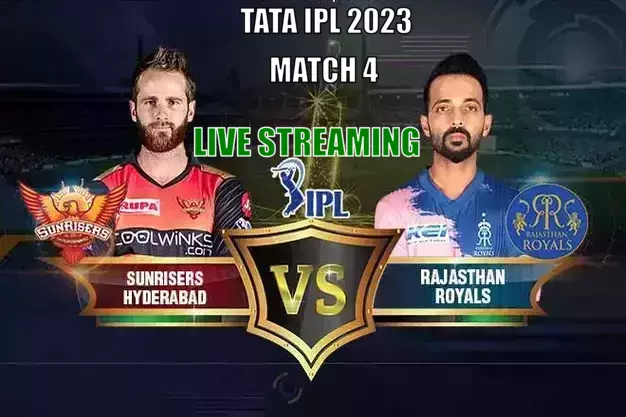 TATA IPL 2023
MATCH 4
LIVE STREAMING
IPL
SUNRISERS
RUPA
COOLWINKS
.com
KEI
RAJASTHAN
ROYALS
SUNRISERS
HYDERABAD
VS
RAJASTHAN
ROYALS